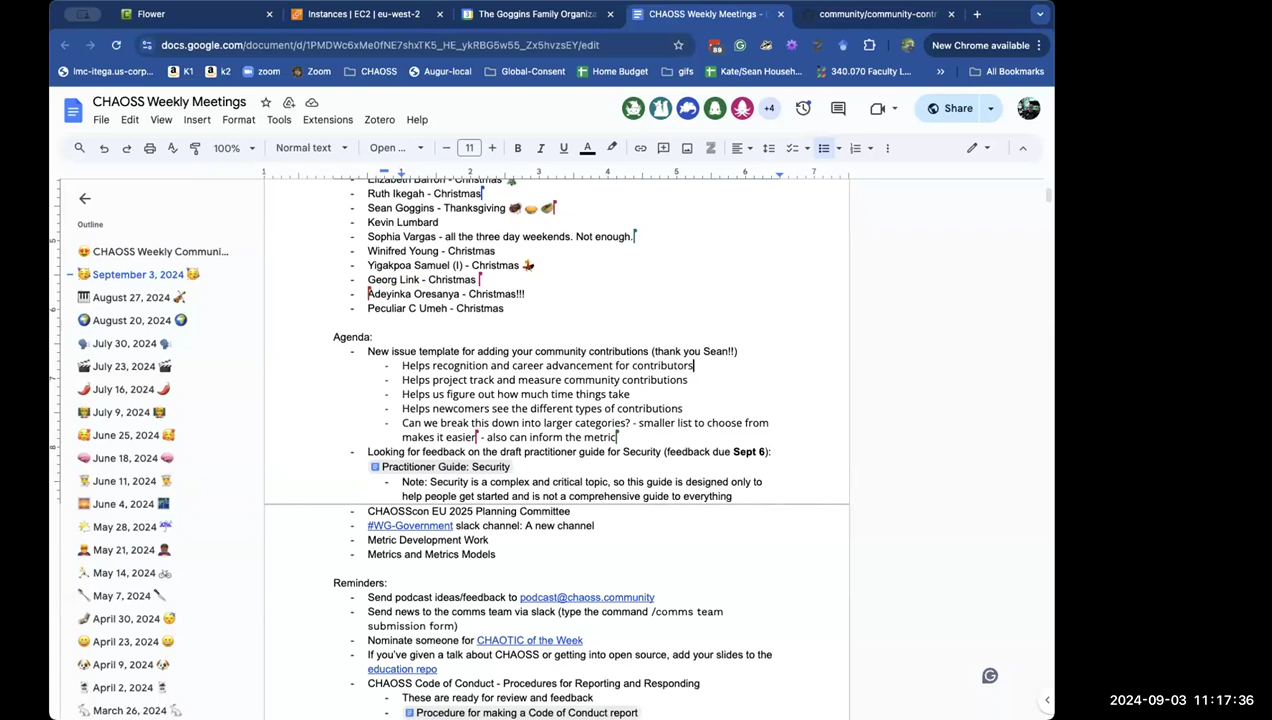 Flower
Instances | EC2 | eu-west-2
The Goggins Family Organiza
CHAOSS Weekly Meetings -
community/community-contr
docs.google.com/document/d/1PMDWc6xMe0fNE7shxTK5_HE_ykRBG5w55_Zx5hvzsEY/edit
89
New Chrome available
lmc-itega.us-corp...
K1
k2
zoom
Zoom
CHAOSS
Augur-local
Global-Consent
Home Budget
gifs
Kate/Sean Househ...
340.070 Faculty L...
All Bookmarks
CHAOSS Weekly Meetings
File Edit View Insert Format Tools Extensions Zotero Help
+4
Share
100%
Normal text
Open ...
11
B I U A
1 1 2 3 4 5 6 7
Outline
😍 CHAOSS Weekly Communi...
🥰 September 3, 2024 🥰
🎹 August 27, 2024 🎻
🌍 August 20, 2024 🌍
🗣 July 30, 2024 🗣
🎬 July 23, 2024 🎬
🌶 July 16, 2024 🌶
July 9, 2024
🥰 June 25, 2024 🥰
June 18, 2024
June 11, 2024
June 4, 2024
May 28, 2024
May 21, 2024
May 14, 2024
May 7, 2024
April 30, 2024
April 23, 2024
April 9, 2024
April 2, 2024
March 26, 2024
Elizabeth Barron - Christmas 🎄
- Ruth Ikegah - Christmas
- Sean Goggins - Thanksgiving
- Kevin Lumbard
- Sophia Vargas - all the three day weekends. Not enough.
- Winifred Young - Christmas
- Yigakpoa Samuel (I) - Christmas 💃
- Georg Link - Christmas
- Adeyinka Oresanya - Christmas!!!
- Peculiar C Umeh - Christmas
Agenda:
- New issue template for adding your community contributions (thank you Sean!!)
- Helps recognition and career advancement for contributors
- Helps project track and measure community contributions
- Helps us figure out how much time things take
- Helps newcomers see the different types of contributions
- Can we break this down into larger categories? - smaller list to choose from
makes it easier - also can inform the metric
- Looking for feedback on the draft practitioner guide for Security (feedback due Sept 6):
Practitioner Guide: Security
- Note: Security is a complex and critical topic, so this guide is designed only to
help people get started and is not a comprehensive guide to everything
- CHAOSScon EU 2025 Planning Committee
- #WG-Government slack channel: A new channel
- Metric Development Work
- Metrics and Metrics Models
Reminders:
- Send podcast ideas/feedback to podcast@chaoss.community
- Send news to the comms team via slack (type the command /comms team
submission form)
- Nominate someone for CHAOTIC of the Week
- If you've given a talk about CHAOSS or getting into open source, add your slides to the
education repo
- CHAOSS Code of Conduct - Procedures for Reporting and Responding
- These are ready for review and feedback
- Procedure for making a Code of Conduct report
2024-09-03 11:17:36